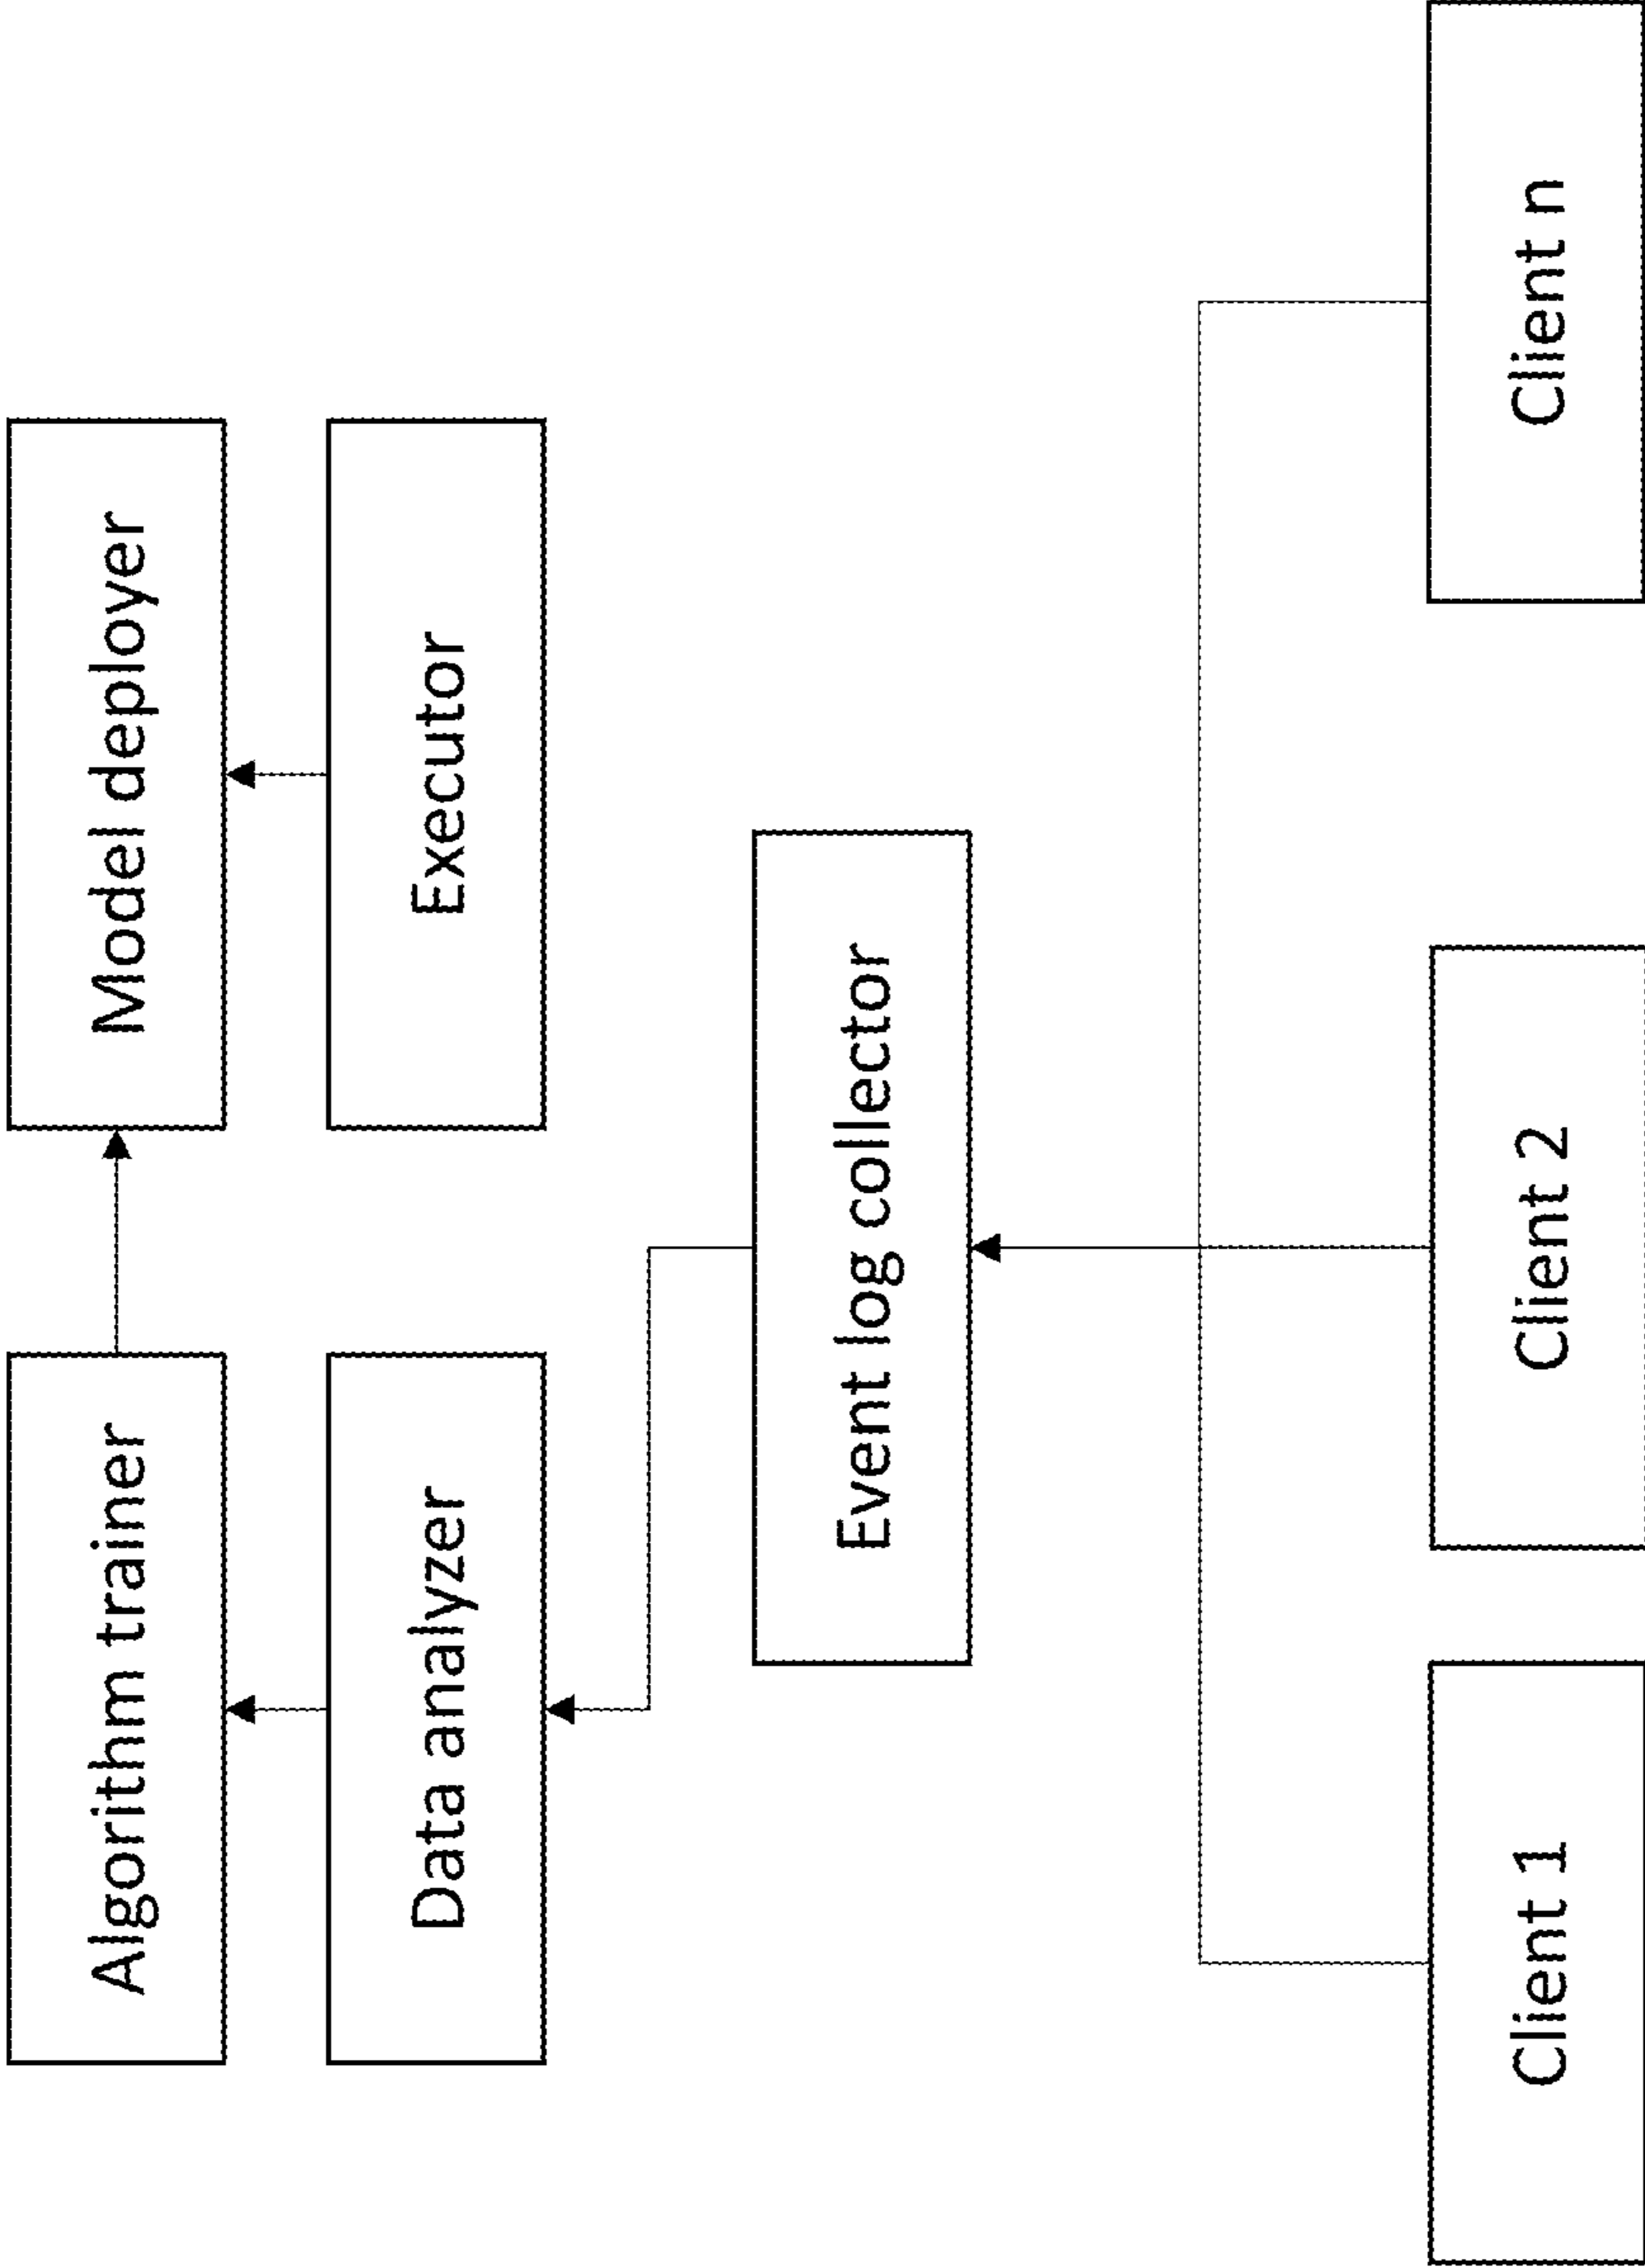 Algorithm trainer
Model deployer
Data analyzer
Executor
Event log collector
Client 1
Client 2
Client n